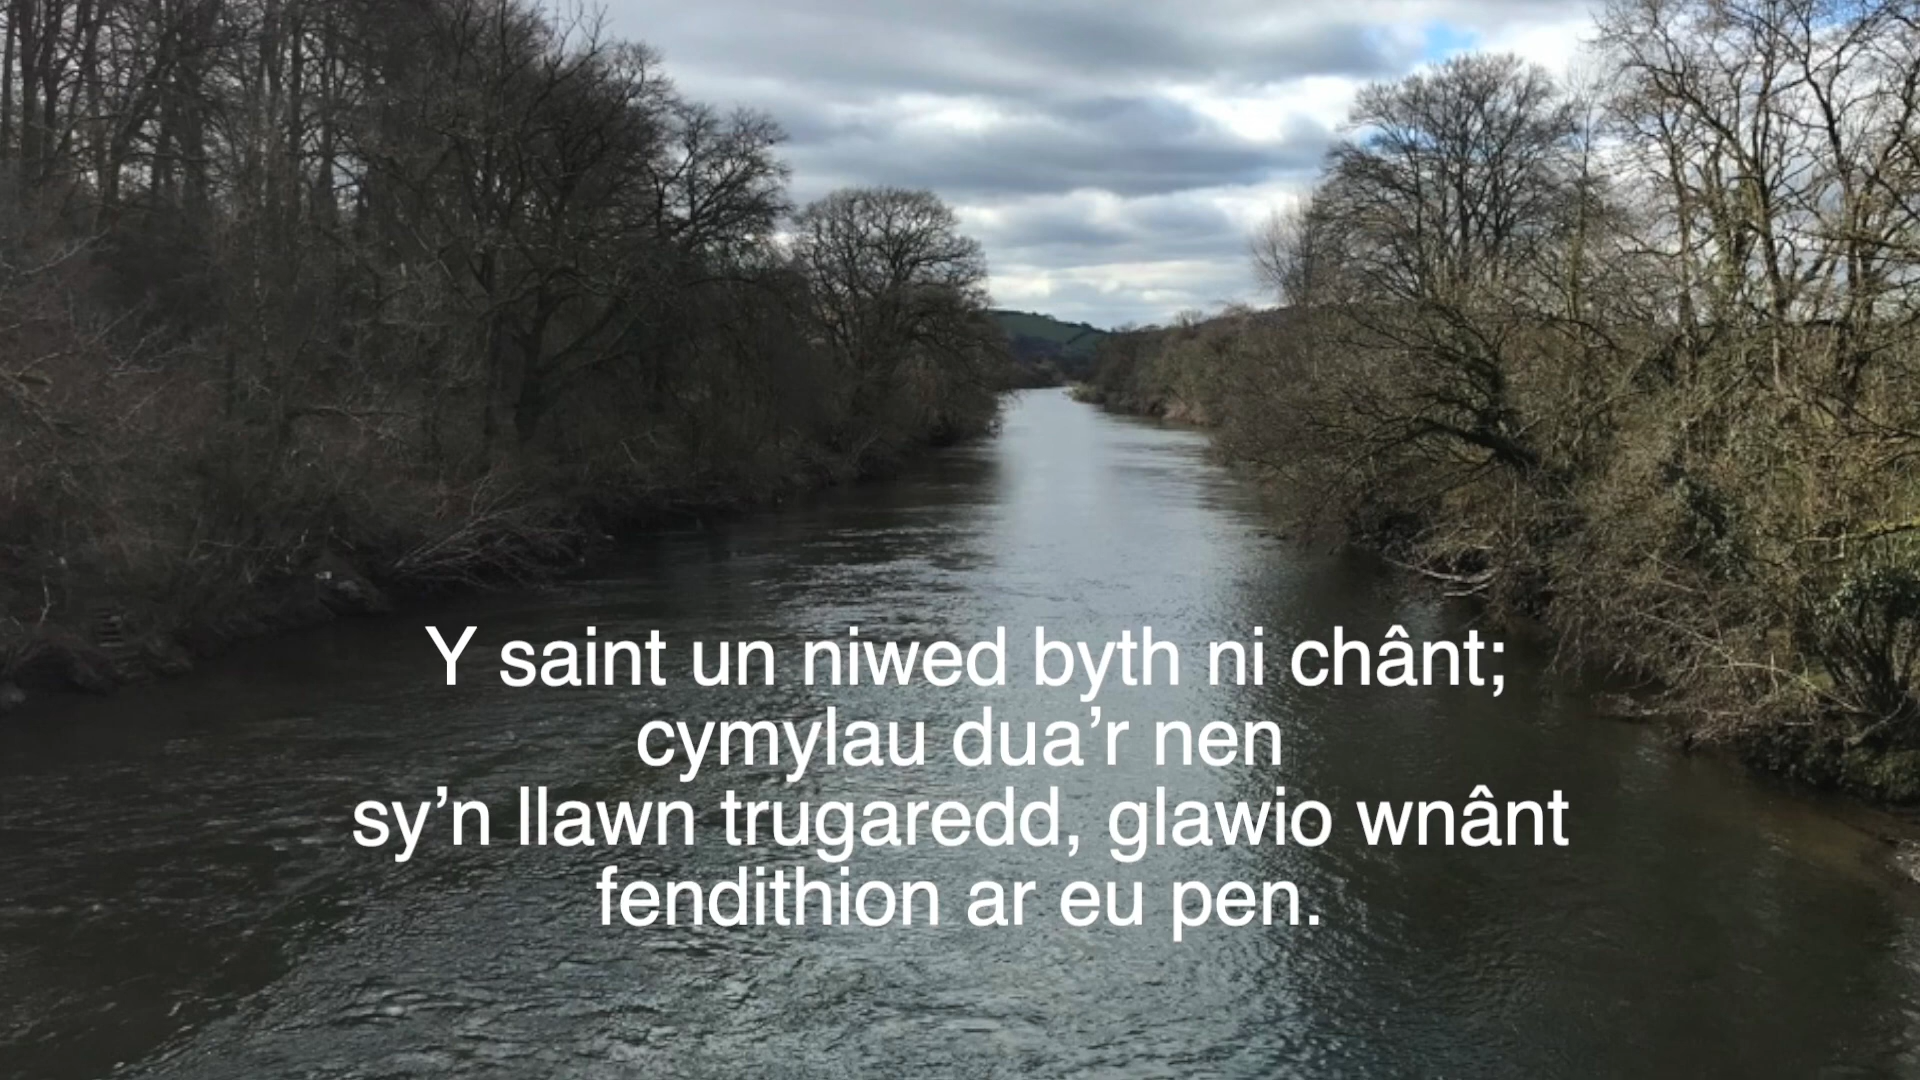 Y saint un niwed byth ni chânt;
cymylau dua’r nen
sy’n llawn trugaredd, glawio wnânt
fendithion ar eu pen.